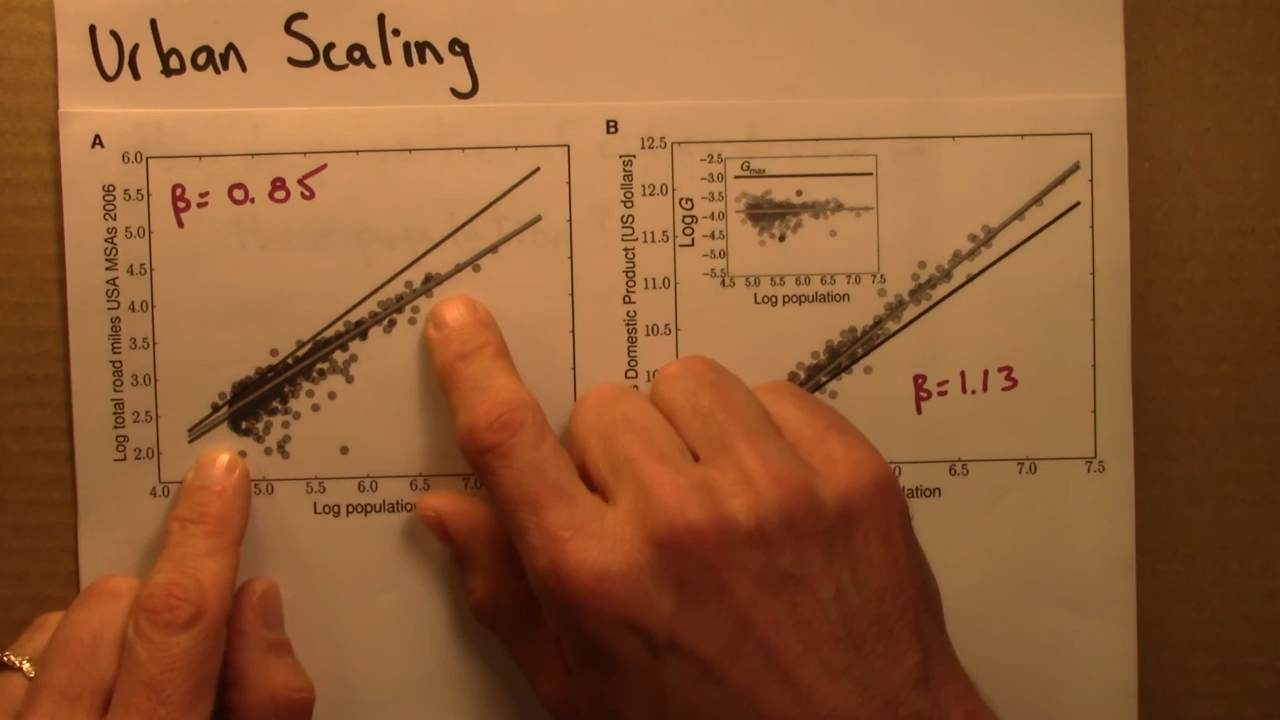 Urban Scaling
A
β = 0.85
Log total road miles USA MSAs 2006
6.0
5.5
5.0
4.5
4.0
3.5
3.0
2.5
2.0
4.0 5.0 5.5 6.0 6.5 7.0
Log population
B
Domestic Product [US dollars]
12.5
12.0
11.5
11.0
10.5
10
Log G
Gmax
−2.5
−3.0
−3.5
−4.0
−4.5
−5.0
−5.5
4.5 5.0 5.5 6.0 6.5 7.0 7.5
Log population
β = 1.13
6.5 7.0 7.5
lation